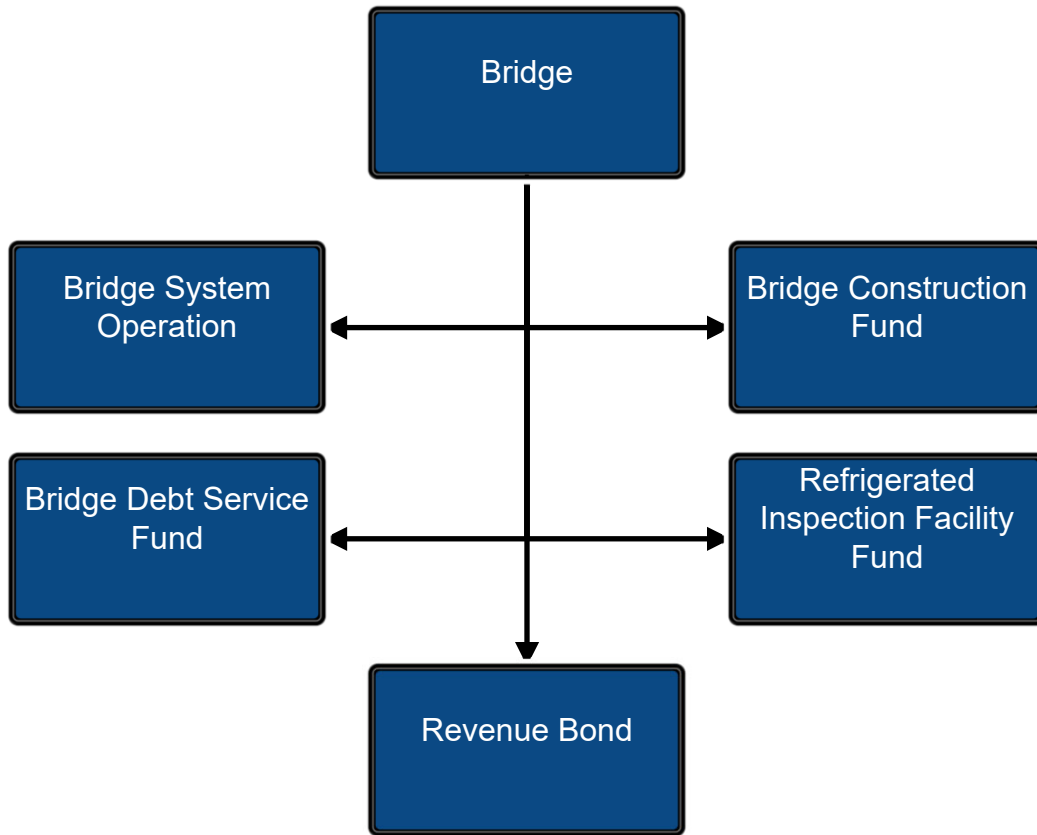 Bridge
Bridge System
Operation
Bridge Construction
Fund
Bridge Debt Service
Fund
Refrigerated
Inspection Facility
Fund
Revenue Bond